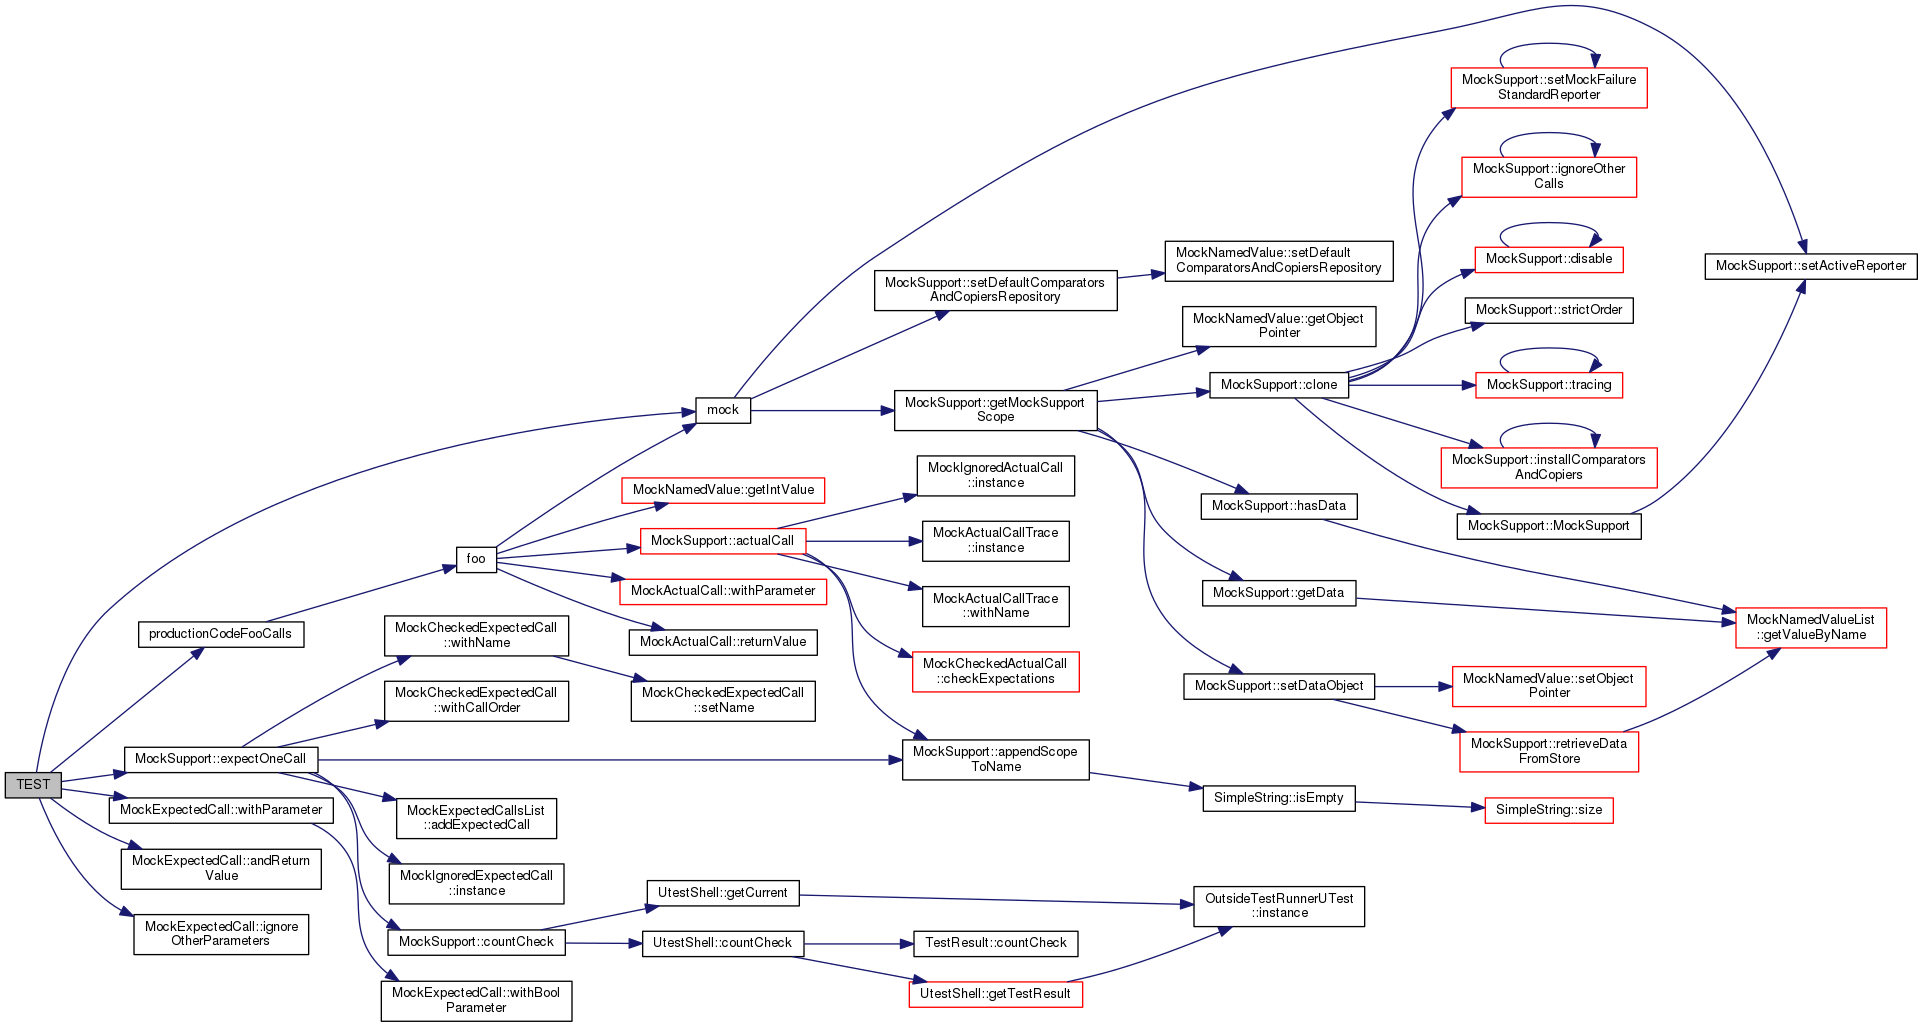 TEST
mock
productionCodeFooCalls
foo
MockSupport::expectOneCall
MockExpectedCall::withParameter
MockExpectedCall::andReturn
Value
MockExpectedCall::ignore
OtherParameters
MockCheckedExpectedCall
::withName
MockCheckedExpectedCall
::withCallOrder
MockExpectedCallsList
::addExpectedCall
MockIgnoredExpectedCall
::instance
MockSupport::countCheck
MockExpectedCall::withBool
Parameter
MockNamedValue::getIntValue
MockSupport::actualCall
MockActualCall::withParameter
MockActualCall::returnValue
MockCheckedExpectedCall
::setName
UtestShell::getCurrent
UtestShell::countCheck
MockSupport::setDefaultComparators
AndCopiersRepository
MockSupport::getMockSupport
Scope
MockIgnoredActualCall
::instance
MockActualCallTrace
::instance
MockActualCallTrace
::withName
MockCheckedActualCall
::checkExpectations
MockSupport::appendScope
ToName
TestResult::countCheck
UtestShell::getTestResult
MockNamedValue::setDefault
ComparatorsAndCopiersRepository
MockNamedValue::getObject
Pointer
MockSupport::clone
MockSupport::hasData
MockSupport::getData
MockSupport::setDataObject
SimpleString::isEmpty
OutsideTestRunnerUTest
::instance
MockSupport::setMockFailure
StandardReporter
MockSupport::ignoreOther
Calls
MockSupport::disable
MockSupport::strictOrder
MockSupport::tracing
MockSupport::installComparators
AndCopiers
MockSupport::MockSupport
MockNamedValue::setObject
Pointer
MockSupport::retrieveData
FromStore
SimpleString::size
MockSupport::setActiveReporter
MockNamedValueList
::getValueByName